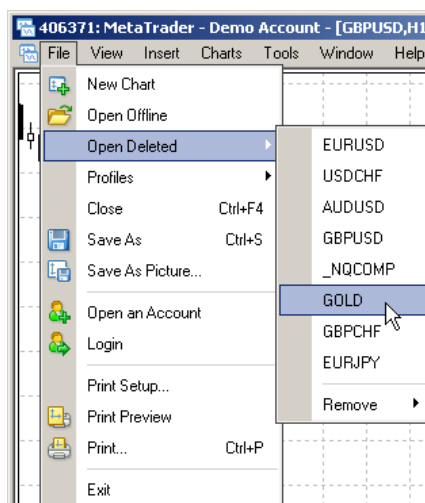 406371: MetaTrader - Demo Account - [GBPUSD,H1
File View Insert Charts Tools Window Help
New Chart
Open Offline
Open Deleted
Profiles
Close Ctrl+F4
Save As Ctrl+S
Save As Picture...
Open an Account
Login
Print Setup...
Print Preview
Print... Ctrl+P
Exit
EURUSD
USDCHF
AUDUSD
GBPUSD
_NQCOMP
GOLD
GBPCHF
EURJPY
Remove